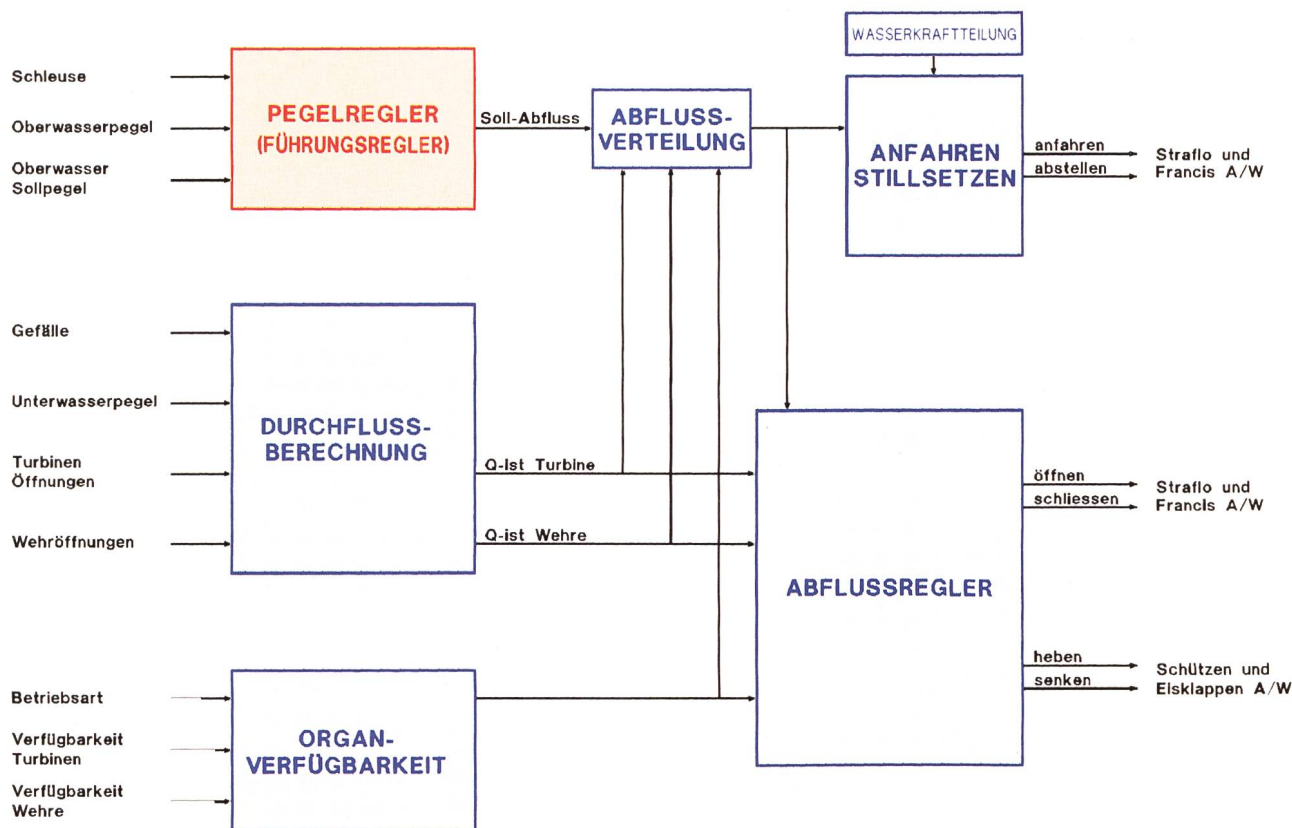 WASSERKRAFTTEILUNG
Schleuse
Oberwasserpegel
Oberwasser
Sollpegel
PEGELREGLER
(FÜHRUNGSREGLER)
Soll-Abfluss
ABFLUSS-
VERTEILUNG
ANFAHREN
STILLSETZEN
anfahren
abstellen
Straflo und
Francis A/W
Gefälle
Unterwasserpegel
Turbinen
Öffnungen
Wehröffnungen
DURCHFLUSS-
BERECHNUNG
Q-Ist Turbine
Q-ist Wehre
ABFLUSSREGLER
öffnen
schliessen
Straflo und
Francis A/W
heben
senken
Schützen und
Eisklappen A/W
Betriebsart
Verfügbarkeit
Turbinen
Verfügbarkeit
Wehre
ORGAN-
VERFÜGBARKEIT